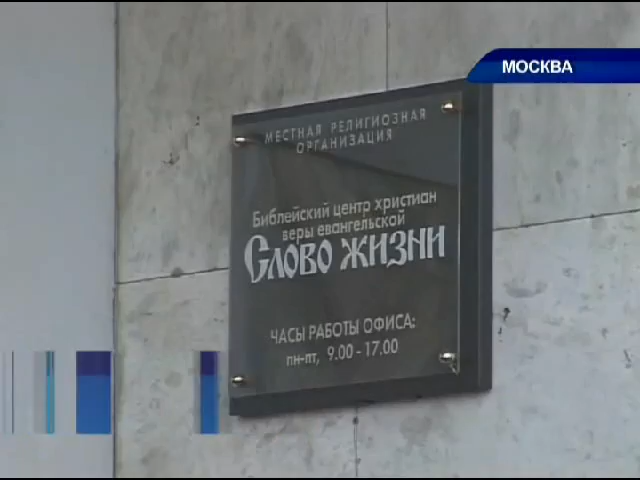 МОСКВА
МЕСТНАЯ РЕЛИГИОЗНАЯ
ОРГАНИЗАЦИЯ
Библейский центр христиан
веры евангельской
СЛОВО ЖИЗНИ
ЧАСЫ РАБОТЫ ОФИСА:
пн-пт, 9.00 - 17.00